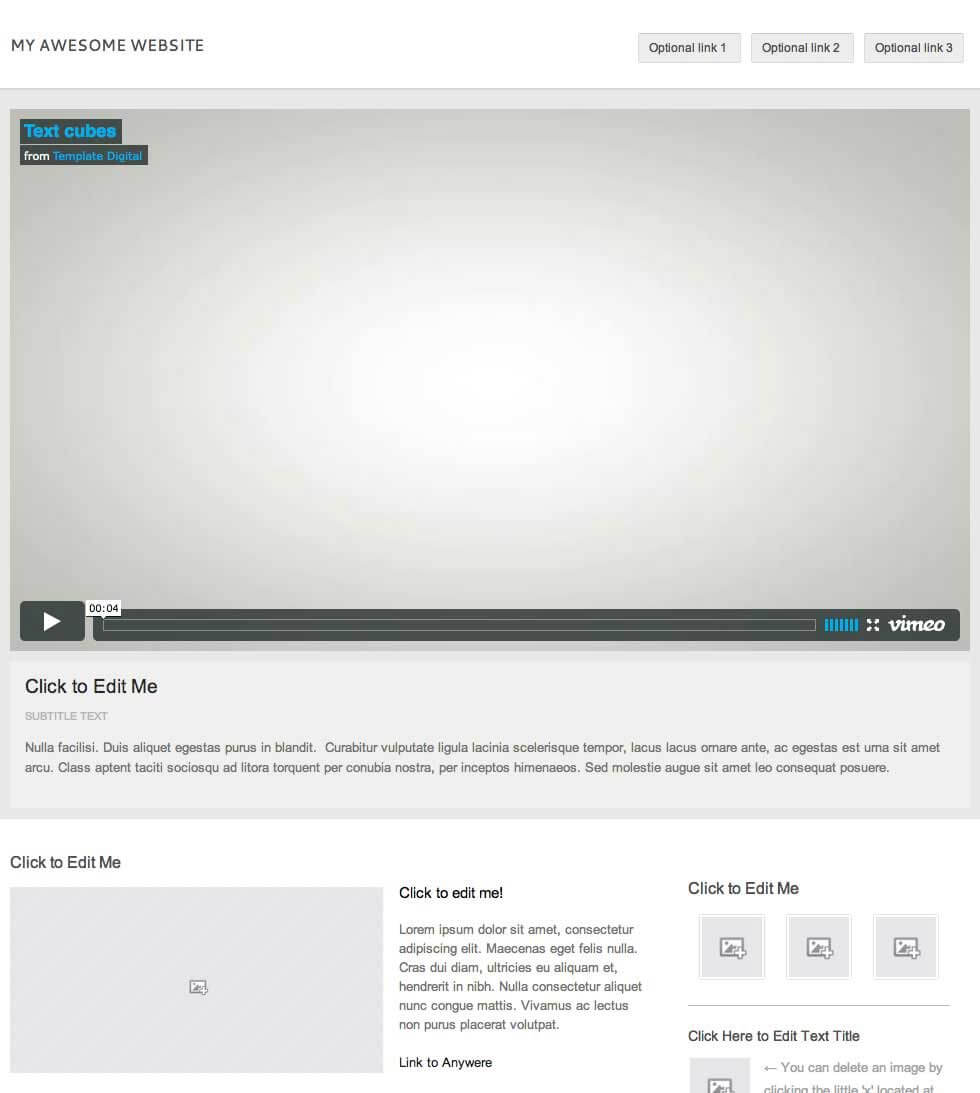 MY AWESOME WEBSITE
Optional link 1
Optional link 2
Optional link 3
Text cubes
from Template Digital
00:04
vimeo
Click to Edit Me
SUBTITLE TEXT
Nulla facilisi. Duis aliquet egestas purus in blandit.  Curabitur vulputate ligula lacinia scelerisque tempor, lacus lacus ornare ante, ac egestas est urna sit amet
arcu. Class aptent taciti sociosqu ad litora torquent per conubia nostra, per inceptos himenaeos. Sed molestie augue sit amet leo consequat posuere.
Click to Edit Me
Click to edit me!
Lorem ipsum dolor sit amet, consectetur
adipiscing elit. Maecenas eget felis nulla.
Cras dui diam, ultricies eu aliquam et,
hendrerit in nibh. Nulla consectetur aliquet
nunc congue mattis. Vivamus ac lectus
non purus placerat volutpat.
Link to Anywere
Click to Edit Me
Click Here to Edit Text Title
← You can delete an image by
clicking the little 'x' located at